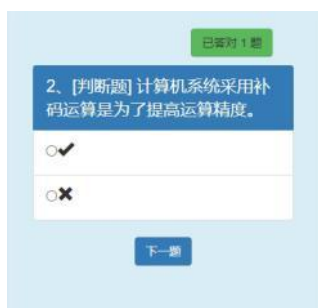 已答对 1 题
2、[判断题] 计算机系统采用补
码运算是为了提高运算精度。
○✔
○✖
下一题